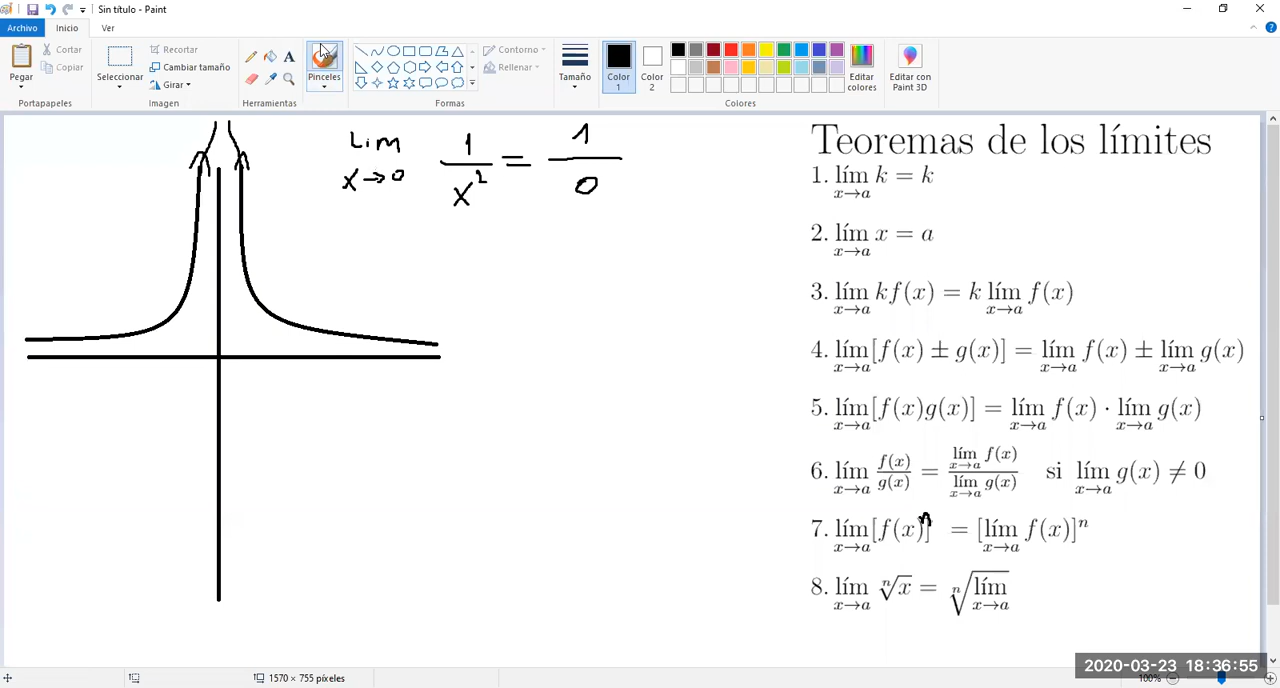 Sin título - Paint
Archivo Inicio Ver
Pegar
Cortar
Copiar
Portapapeles
Seleccionar
Recortar
Cambiar tamaño
Girar
Imagen
A
Herramientas
Pinceles
Contorno
Rellenar
Formas
Tamaño
Color 1
Color 2
Editar colores
Editar con Paint 3D
Colores
Lim x→0 1/x² = 1/0
Teoremas de los límites
1. lím x→a k = k
2. lím x→a x = a
3. lím x→a kf(x) = k lím x→a f(x)
4. lím x→a [f(x) ± g(x)] = lím x→a f(x) ± lím x→a g(x)
5. lím x→a [f(x)g(x)] = lím x→a f(x) · lím x→a g(x)
6. lím x→a f(x)/g(x) = lím x→a f(x) / lím x→a g(x) si lím x→a g(x) ≠ 0
7. lím x→a [f(x)]ⁿ = [lím x→a f(x)]ⁿ
8. lím x→a ⁿ√x = ⁿ√lím x→a
1570 × 755 píxeles
100%
2020-03-23 18:36:55